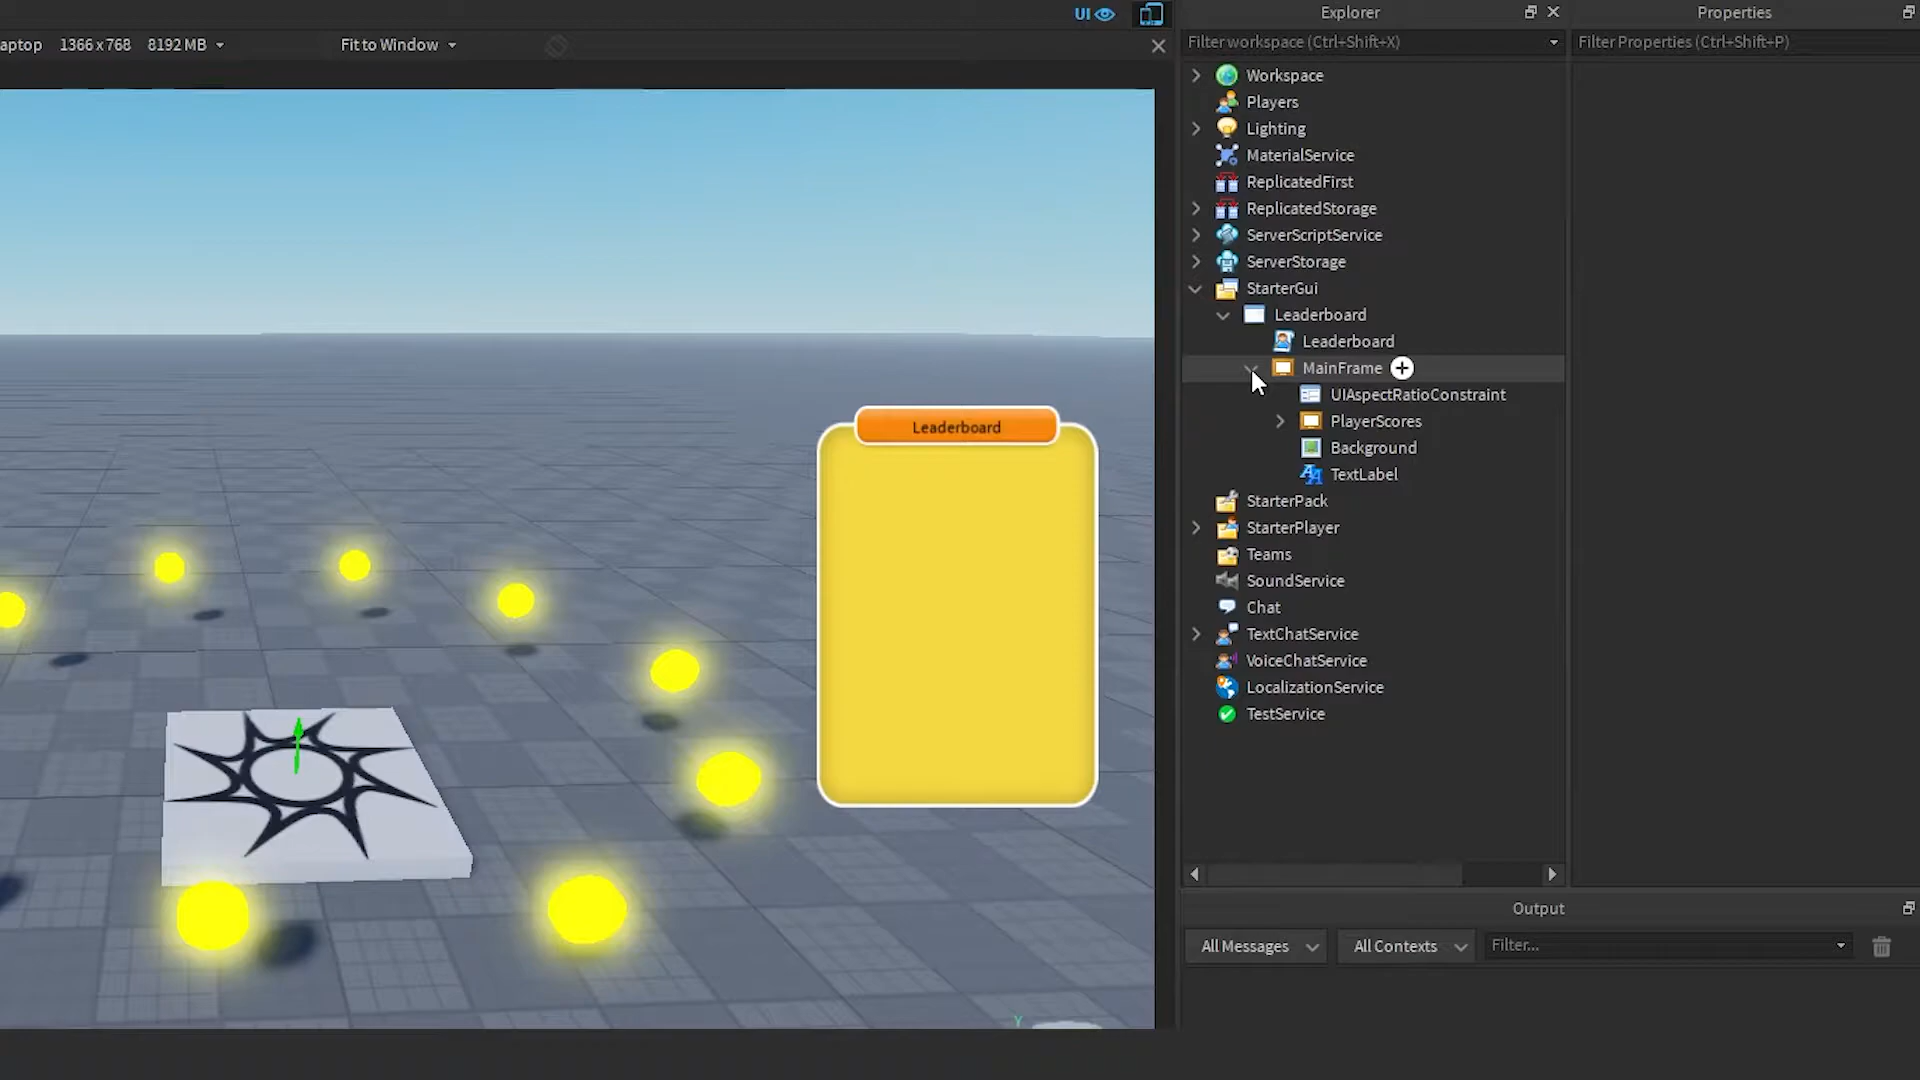 UI
Explorer
Properties
aptop 1366x768 8192 MB
Fit to Window
Filter workspace (Ctrl+Shift+X)
Filter Properties (Ctrl+Shift+P)
Workspace
Players
Lighting
MaterialService
ReplicatedFirst
ReplicatedStorage
ServerScriptService
ServerStorage
StarterGui
Leaderboard
Leaderboard
MainFrame
UIAspectRatioConstraint
PlayerScores
Background
TextLabel
StarterPack
StarterPlayer
Teams
SoundService
Chat
TextChatService
VoiceChatService
LocalizationService
TestService
Leaderboard
Y
Output
All Messages
All Contexts
Filter...